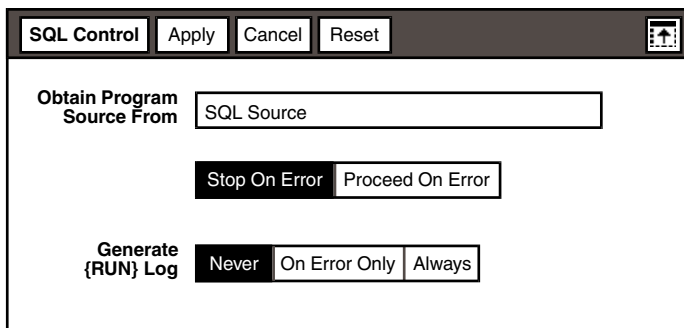 SQL Control Apply Cancel Reset
Obtain Program
Source From SQL Source
Stop On Error Proceed On Error
Generate
{RUN} Log Never On Error Only Always